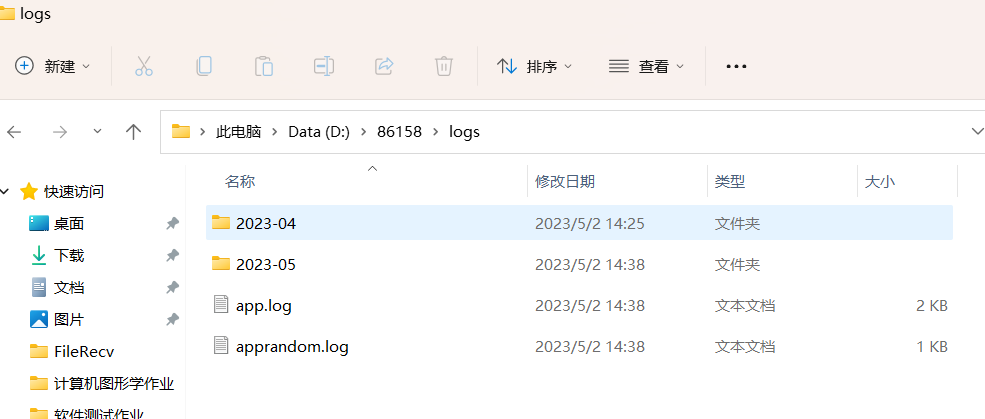 logs
新建
排序
查看
此电脑 Data (D:) 86158 logs
快速访问
桌面
下载
文档
图片
FileRecv
计算机图形学作业
软件测试作业
名称 修改日期 类型 大小
2023-04 2023/5/2 14:25 文件夹
2023-05 2023/5/2 14:38 文件夹
app.log 2023/5/2 14:38 文本文档 2 KB
apprandom.log 2023/5/2 14:38 文本文档 1 KB